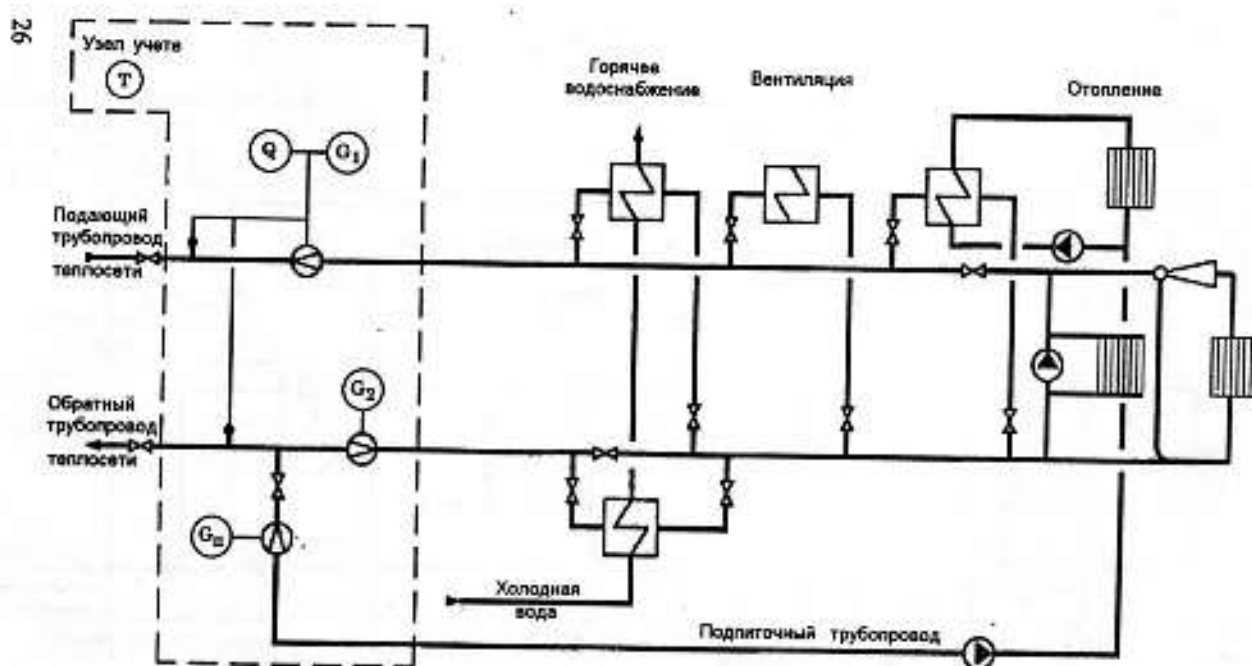 26
Узел учета
T
Горячее
водоснабжение
Вентиляция
Отопление
Q
G₁
Подающий
трубопровод
теплосети
G₂
Обратный
трубопровод
теплосети
Gп
Холодная
вода
Подпиточный трубопровод